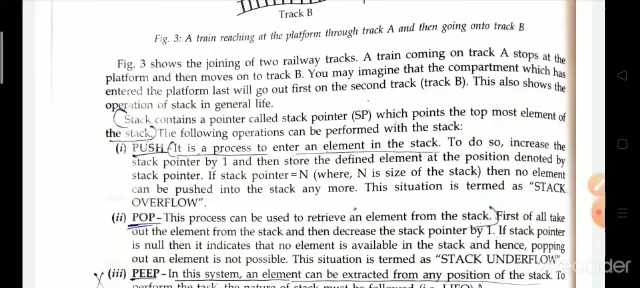 Track B
Fig. 3: A train reaching at the platform through track A and then going onto track B
Fig. 3 shows the joining of two railway tracks. A train coming on track A stops at the
platform and then moves on to track B. You may imagine that the compartment which has
entered the platform last will go out first on the second track (track B). This also shows the
operation of stack in general life.
Stack contains a pointer called stack pointer (SP) which points the top most element of
the stack. The following operations can be performed with the stack:
(i) PUSH–It is a process to enter an element in the stack. To do so, increase the
stack pointer by 1 and then store the defined element at the position denoted by
stack pointer. If stack pointer=N (where, N is size of the stack) then no element
can be pushed into the stack any more. This situation is termed as “STACK
OVERFLOW”.
(ii) POP–This process can be used to retrieve an element from the stack. First of all take
out the element from the stack and then decrease the stack pointer by 1. If stack pointer
is null then it indicates that no element is available in the stack and hence, popping
out an element is not possible. This situation is termed as “STACK UNDERFLOW”.
(iii) PEEP–In this system, an element can be extracted from any position of the stack. To
perform the task, the nature of stack must be followed (i.e., LIFO).